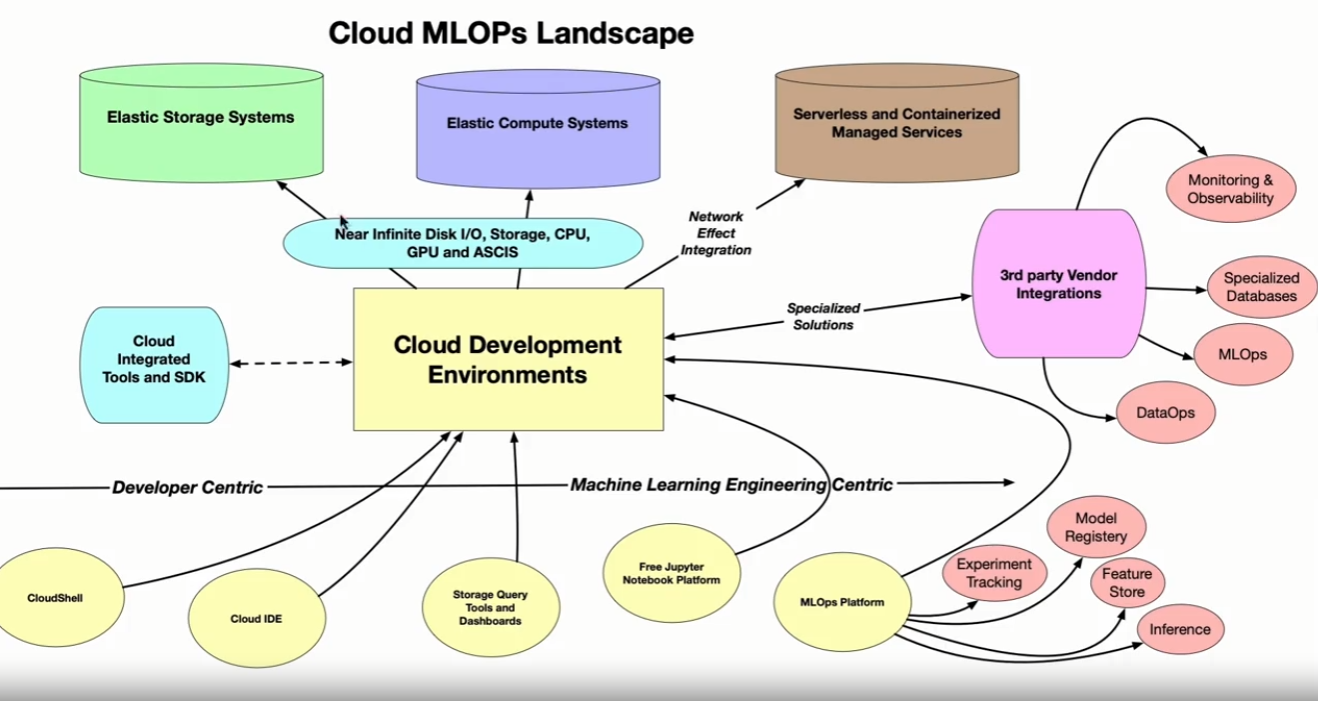 Cloud MLOPs Landscape
Elastic Storage Systems
Elastic Compute Systems
Serverless and Containerized
Managed Services
Near Infinite Disk I/O, Storage, CPU,
GPU and ASCIS
Network
Effect
Integration
Monitoring &
Observability
3rd party Vendor
Integrations
Specialized
Databases
Specialized
Solutions
Cloud
Integrated
Tools and SDK
Cloud Development
Environments
MLOps
DataOps
Developer Centric
Machine Learning Engineering Centric
CloudShell
Cloud IDE
Storage Query
Tools and
Dashboards
Free Jupyter
Notebook Platform
MLOps Platform
Experiment
Tracking
Model
Registery
Feature
Store
Inference